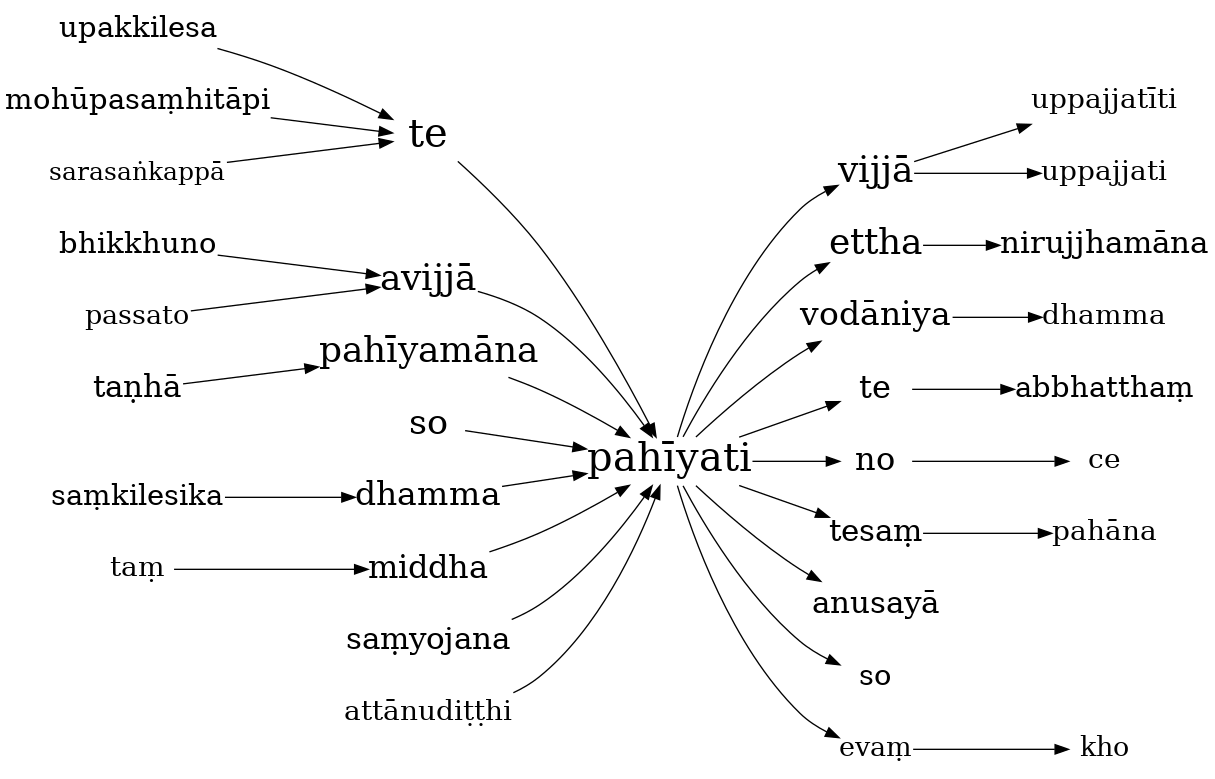 upakkilesa
mohūpasaṃhitāpi
sarasaṅkappā
te
bhikkhuno
passato
avijjā
taṇhā
pahīyamāna
so
saṃkilesika
dhamma
taṃ
middha
saṃyojana
attānudiṭṭhi
pahīyati
vijjā
uppajjatīti
uppajjati
ettha
nirujjhamāna
vodāniya
dhamma
te
abbhatthaṃ
no
ce
tesaṃ
pahāna
anusayā
so
evaṃ
kho